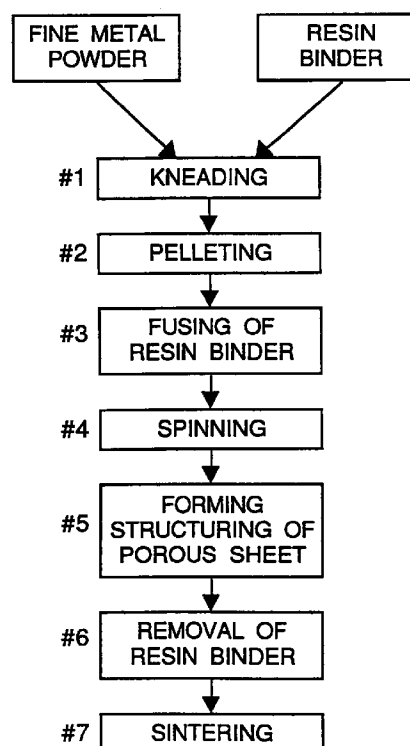 FINE METAL
POWDER
RESIN
BINDER
#1 KNEADING
#2 PELLETING
#3 FUSING OF
RESIN BINDER
#4 SPINNING
#5 FORMING
STRUCTURING OF
POROUS SHEET
#6 REMOVAL OF
RESIN BINDER
#7 SINTERING